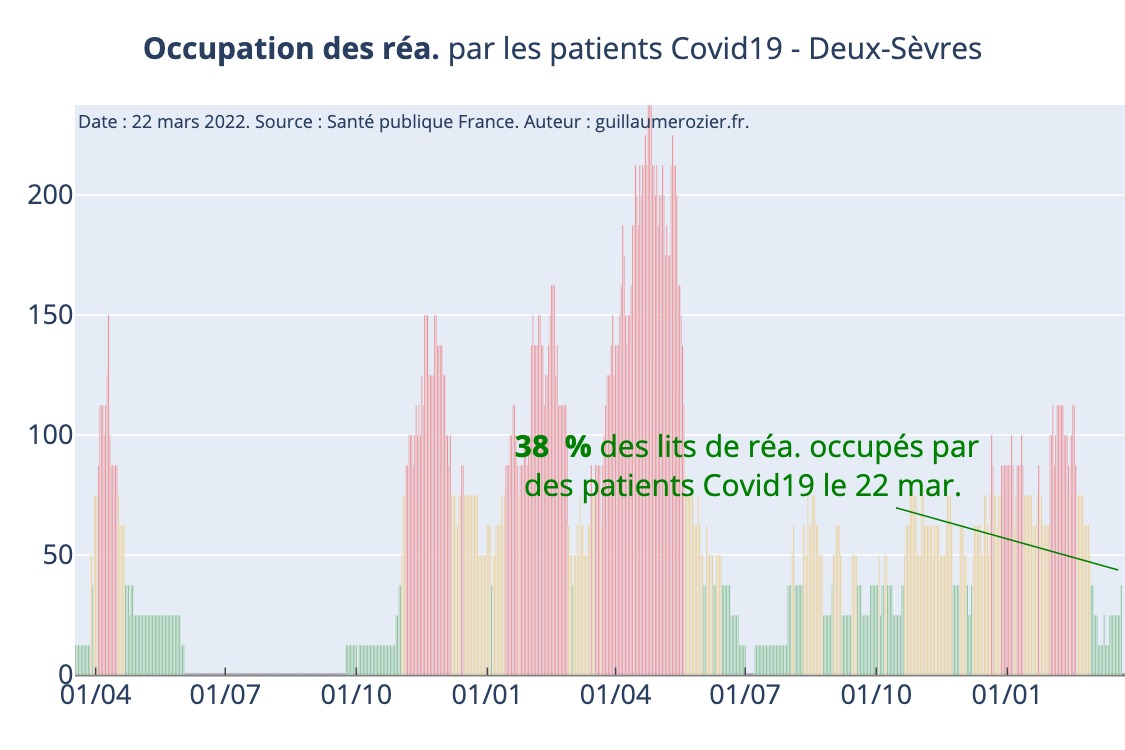 Occupation des réa. par les patients Covid19 - Deux-Sèvres
Date : 22 mars 2022. Source : Santé publique France. Auteur : guillaumerozier.fr.
200
150
100
38 % des lits de réa. occupés par
des patients Covid19 le 22 mar.
50
0
01/04 01/07 01/10 01/01 01/04 01/07 01/10 01/01